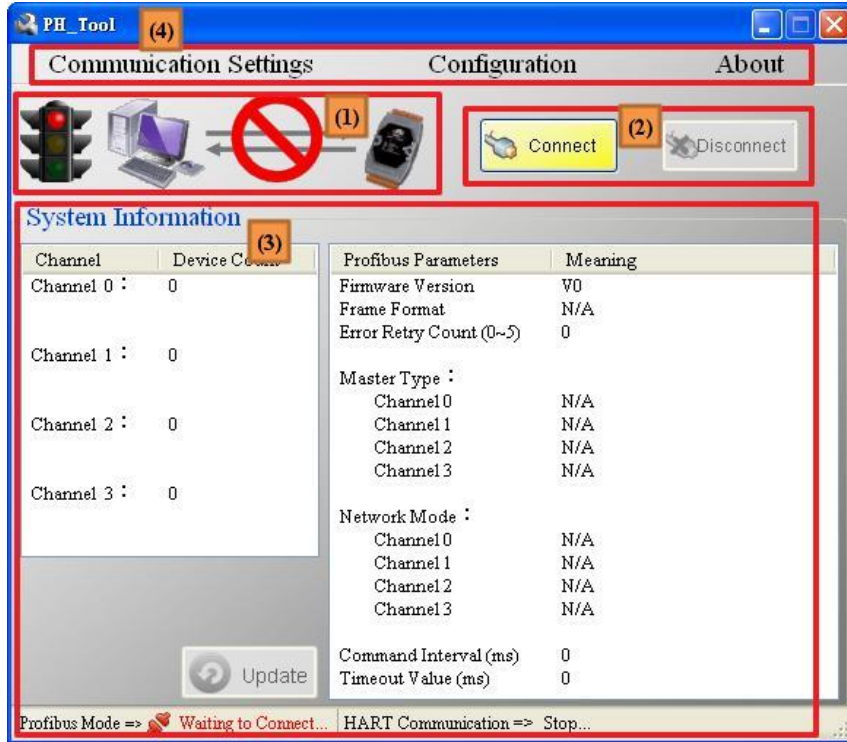 PH_Tool
(4)
Communication Settings Configuration About
(1)
(2)
Connect Disconnect
System Information
(3)
Channel Device Count
Channel 0： 0
Channel 1： 0
Channel 2： 0
Channel 3： 0
Update
Profibus Parameters Meaning
Firmware Version V0
Frame Format N/A
Error Retry Count (0~5) 0
Master Type：
Channel 0 N/A
Channel 1 N/A
Channel 2 N/A
Channel 3 N/A
Network Mode：
Channel 0 N/A
Channel 1 N/A
Channel 2 N/A
Channel 3 N/A
Command Interval (ms) 0
Timeout Value (ms) 0
Profibus Mode => Waiting to Connect... HART Communication => Stop...